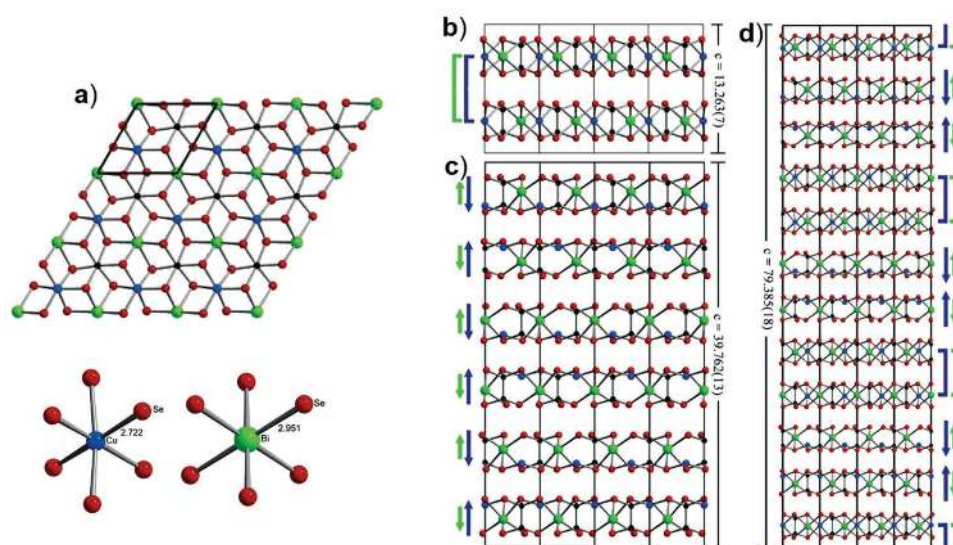 a)
Se
2.722
Cu
Se
2.951
Bi
b)
c = 13.263(7)
c)
c = 39.762(13)
d)
c = 79.385(18)